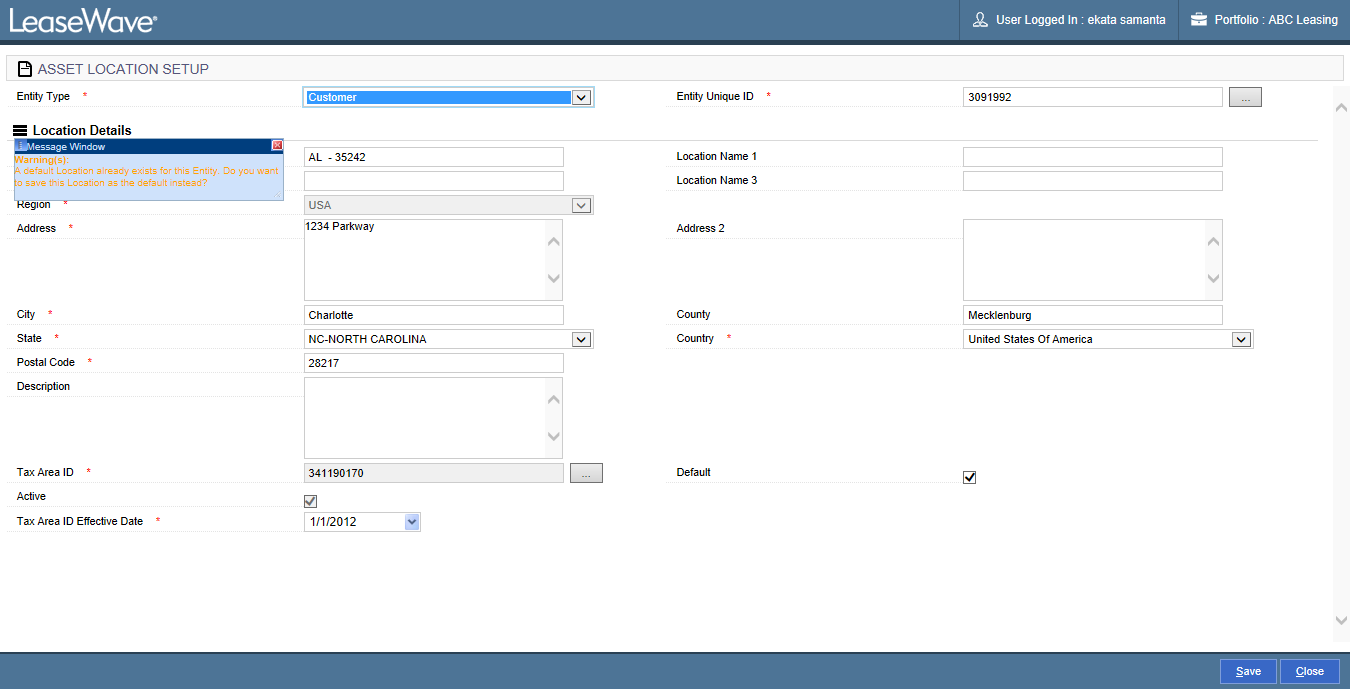 LeaseWave®
User Logged In : ekata samanta
Portfolio : ABC Leasing
ASSET LOCATION SETUP
Entity Type * Customer
Entity Unique ID * 3091992 ...
Location Details
Message Window
Warning(s):
A default Location already exists for this Entity. Do you want
to save this Location as the default instead?
AL - 35242
Location Name 1
Location Name 3
Region * USA
Address * 1234 Parkway
Address 2
City * Charlotte
County Mecklenburg
State * NC-NORTH CAROLINA
Country * United States Of America
Postal Code * 28217
Description
Tax Area ID * 341190170 ...
Default
Active
Tax Area ID Effective Date * 1/1/2012
Save
Close